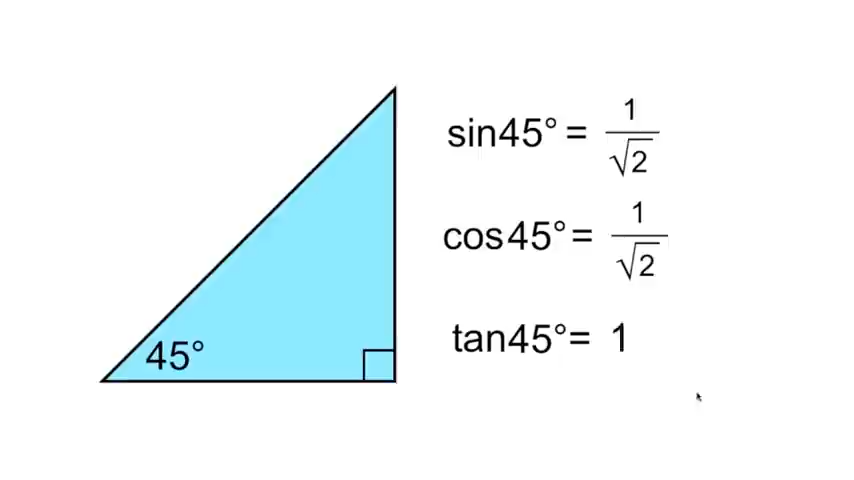 sin45° = 1/√2
cos45° = 1/√2
tan45° = 1
45°